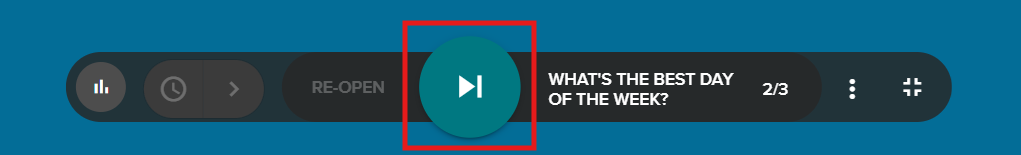 RE-OPEN
WHAT'S THE BEST DAY
OF THE WEEK?
2/3